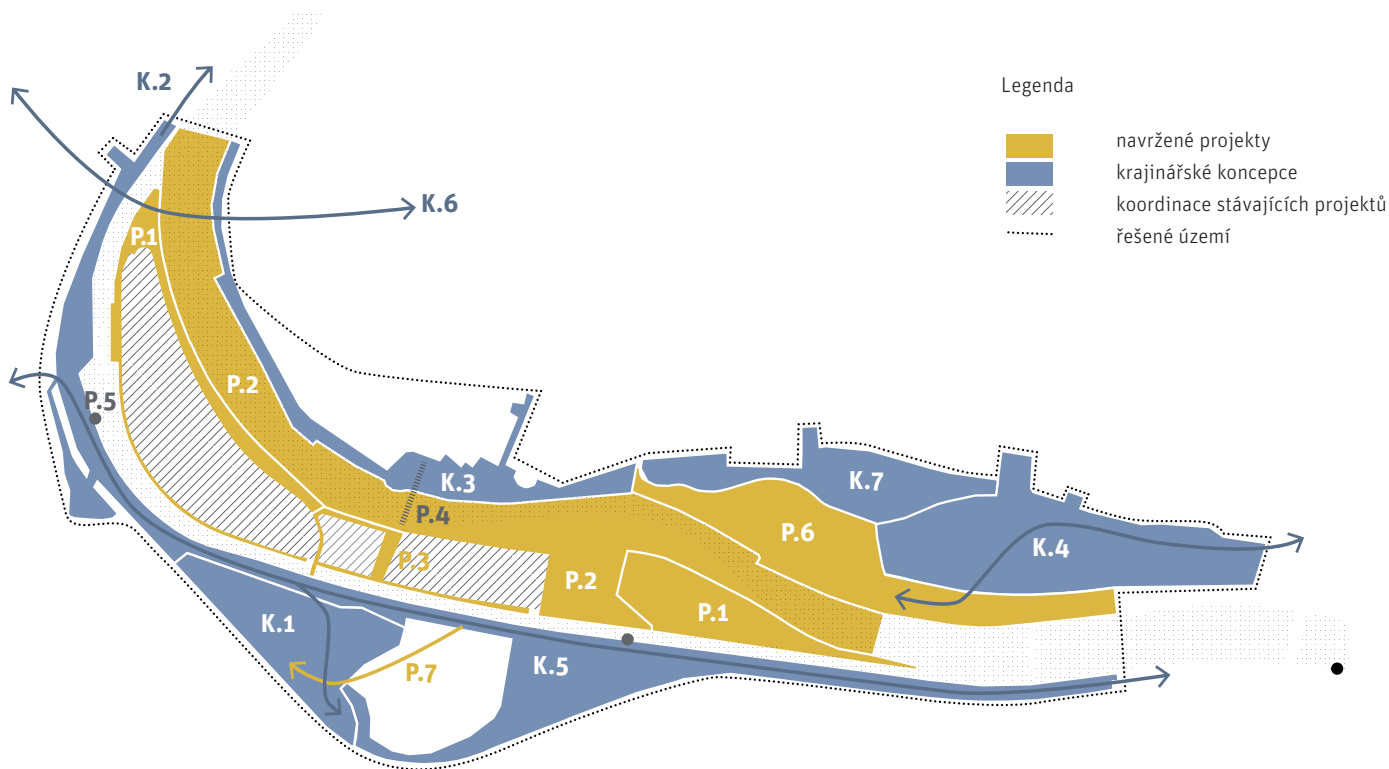 Legenda
navržené projekty
krajinářské koncepce
koordinace stávajících projektů
řešené území
K.2
K.6
P.1
P.2
P.5
K.3
P.4
K.7
P.6
K.4
P.3
P.2
P.1
K.1
K.5
P.7